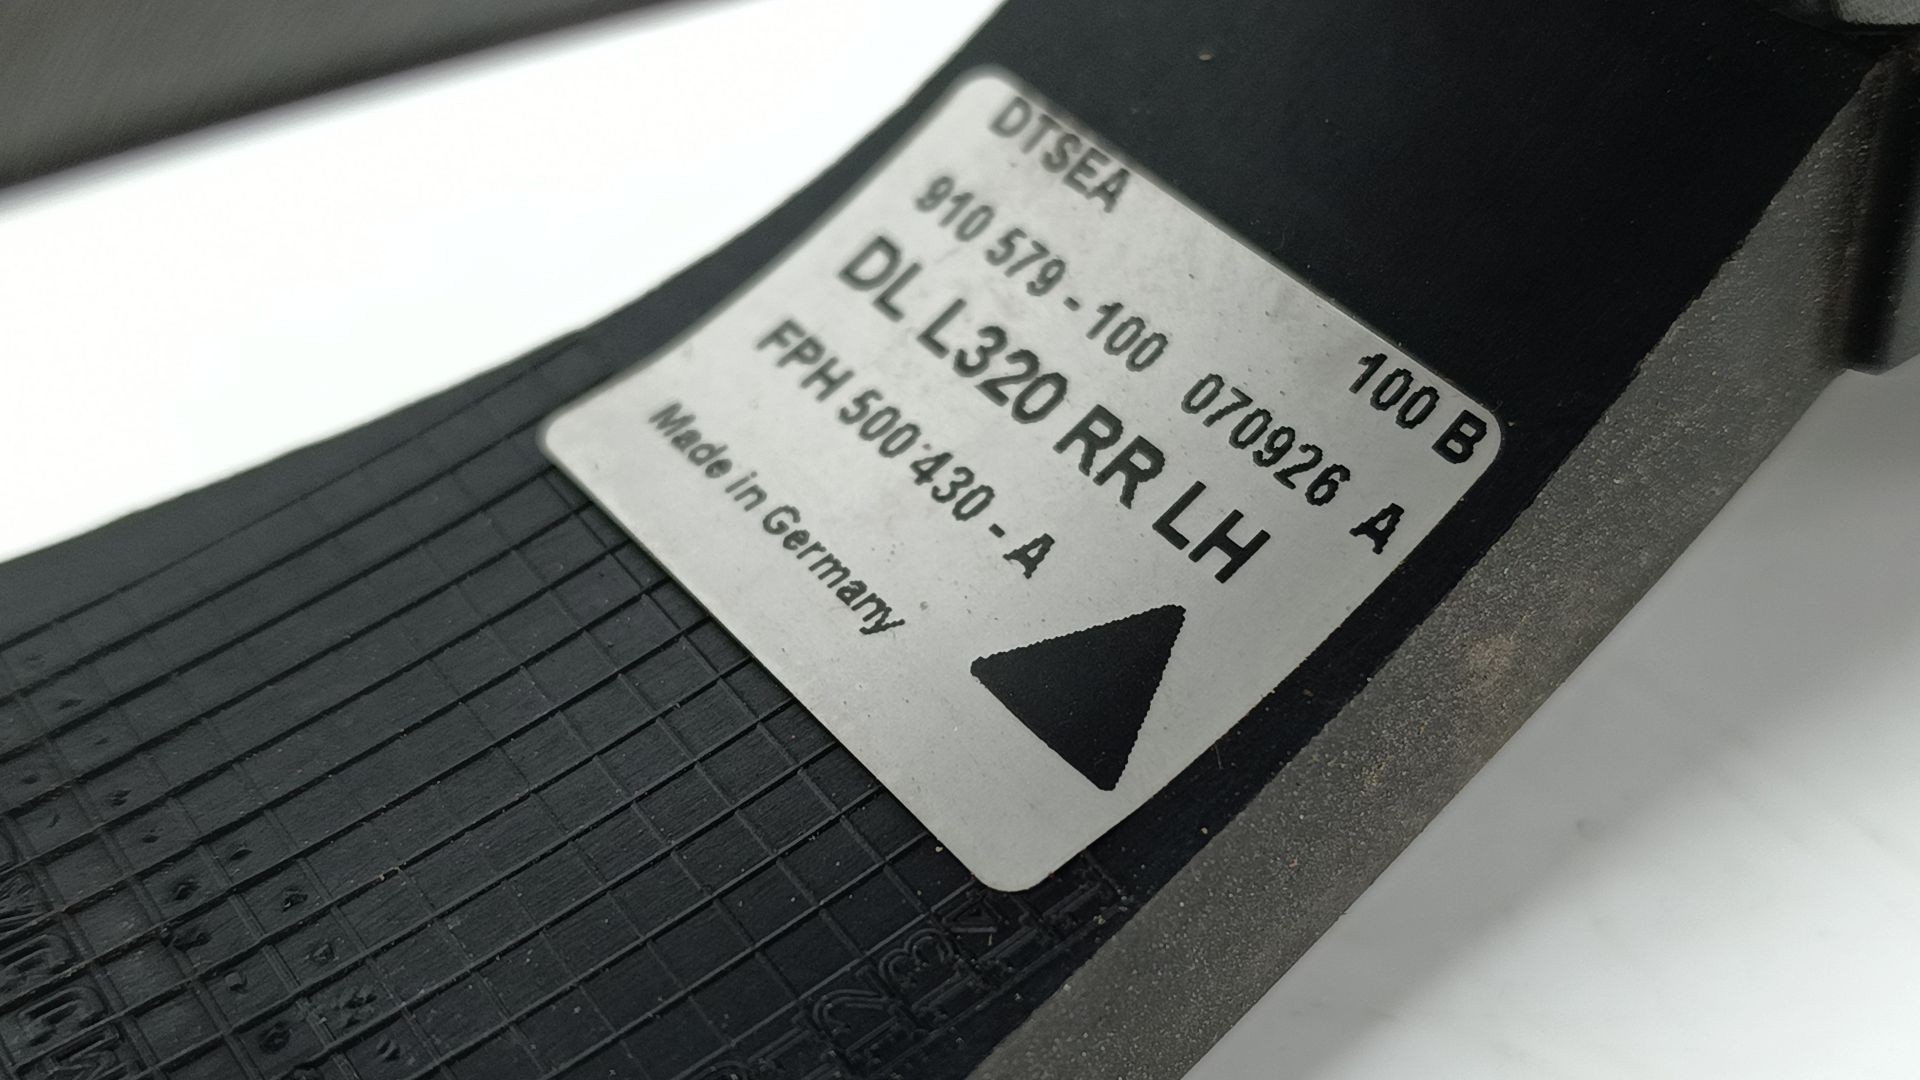 DTSEA
100 B
910 579 - 100 070926 A
DL L320 RR LH
FPH 500 430 - A
Made in Germany